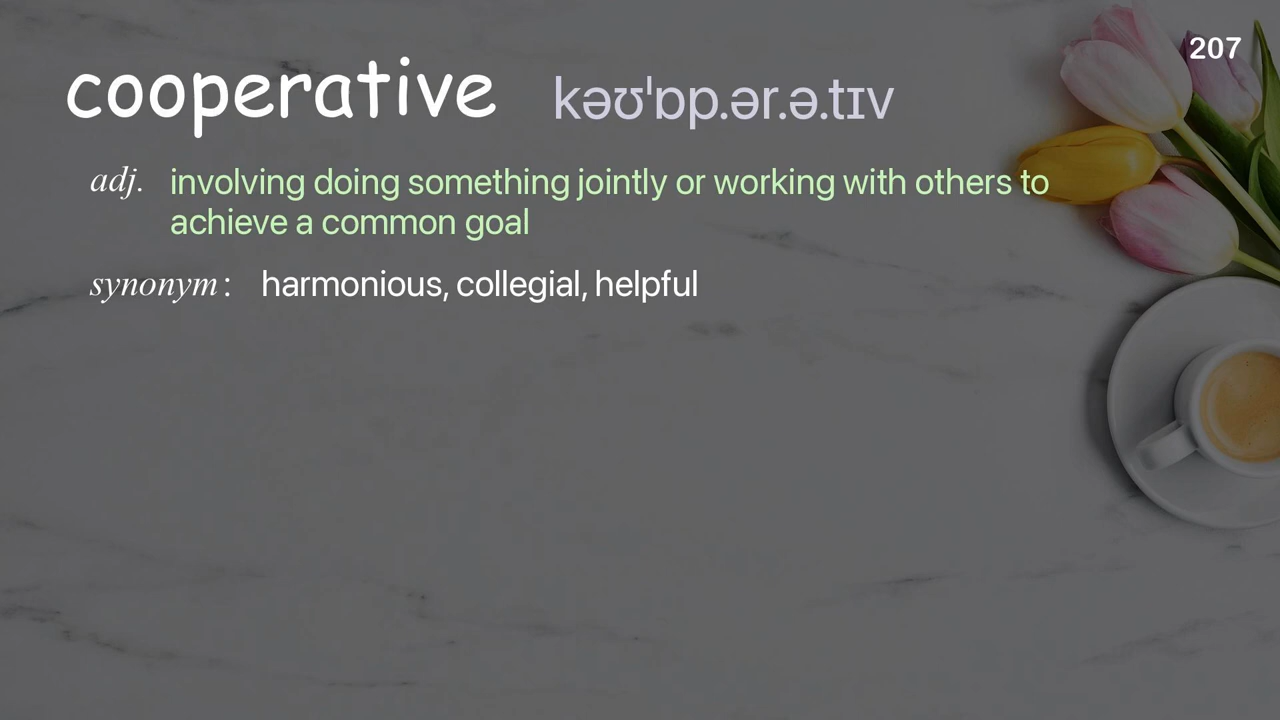 207
cooperative kəʊˈɒp.ər.ə.tɪv
adj. involving doing something jointly or working with others to
achieve a common goal
synonym : harmonious, collegial, helpful